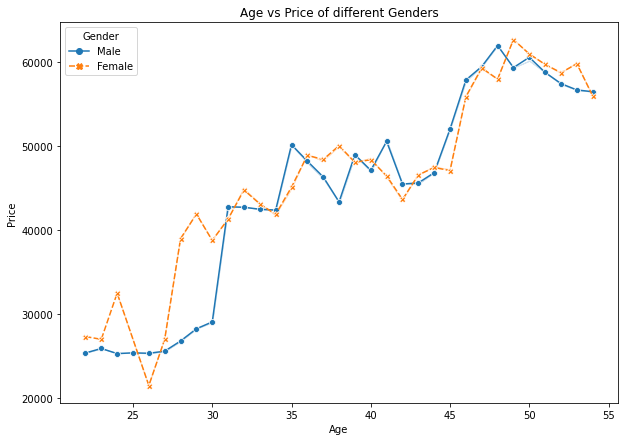 Age vs Price of different Genders
Gender
Male
Female
60000
50000
40000
30000
20000
Price
25
30
35
40
45
50
55
Age